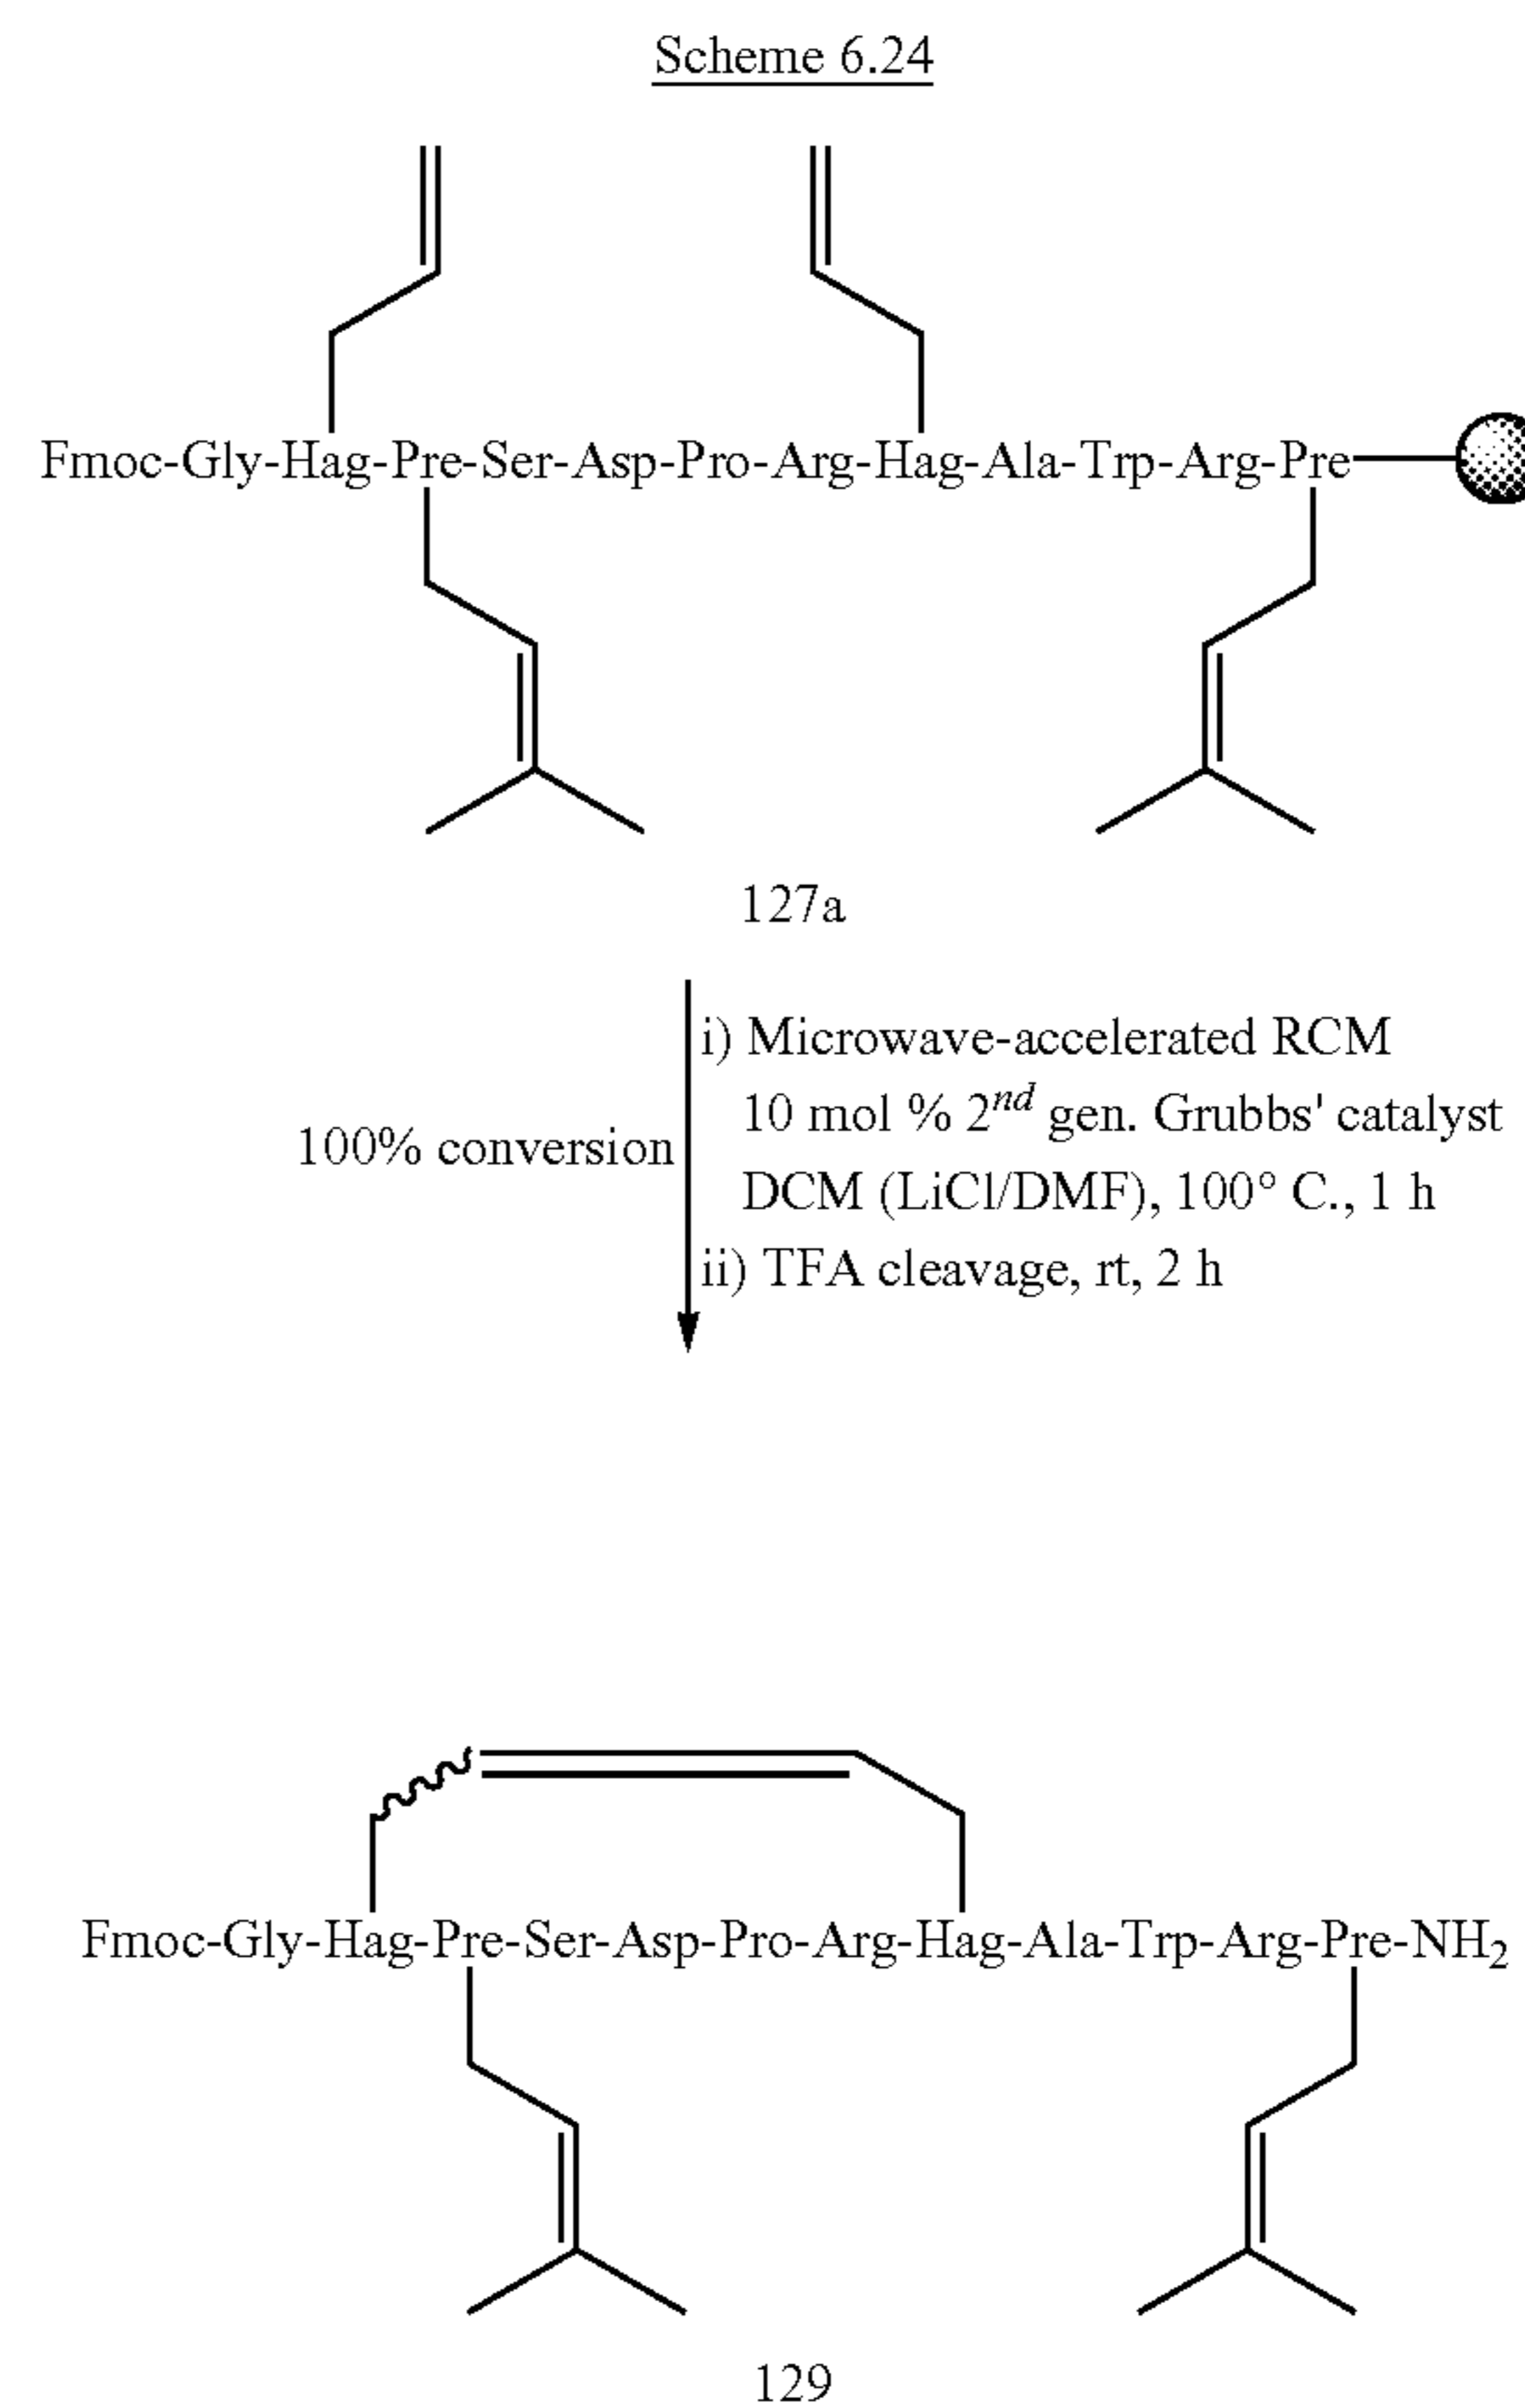 Scheme 6.24
Fmoc-Gly-Hag-Pre-Ser-Asp-Pro-Arg-Hag-Ala-Trp-Arg-Pre
127a
100% conversion
i) Microwave-accelerated RCM
10 mol % 2nd gen. Grubbs' catalyst
DCM (LiCl/DMF), 100° C., 1 h
ii) TFA cleavage, rt, 2 h
Fmoc-Gly-Hag-Pre-Ser-Asp-Pro-Arg-Hag-Ala-Trp-Arg-Pre-NH2
129